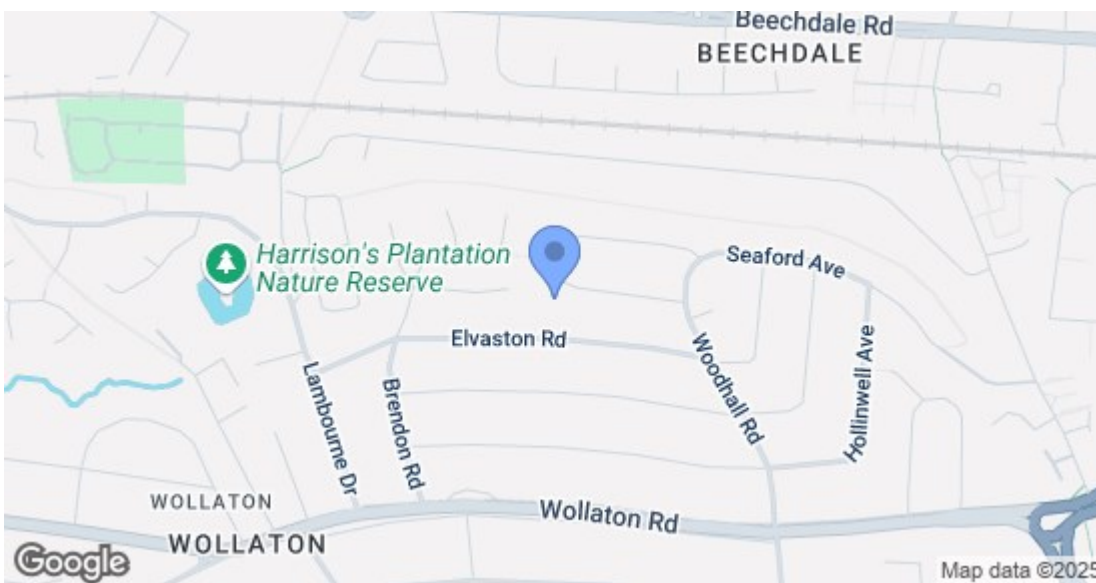 Beechdale Rd
BEECHDALE
Harrison's Plantation
Nature Reserve
Seaford Ave
Elvaston Rd
Woodhall Rd
Hollinwell Ave
Lambourne Dr
Brendon Rd
WOLLATON
Wollaton Rd
WOLLATON
Google
Map data ©2025